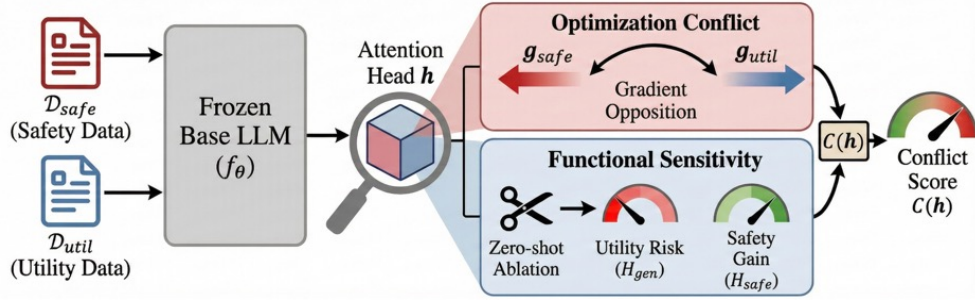 𝒟_safe
(Safety Data)
𝒟_util
(Utility Data)
Frozen
Base LLM
(f_θ)
Attention
Head h
Optimization Conflict
g_safe
g_util
Gradient
Opposition
Functional Sensitivity
Zero-shot
Ablation
Utility Risk
(H_gen)
Safety
Gain
(H_safe)
C(h)
Conflict
Score
C(h)